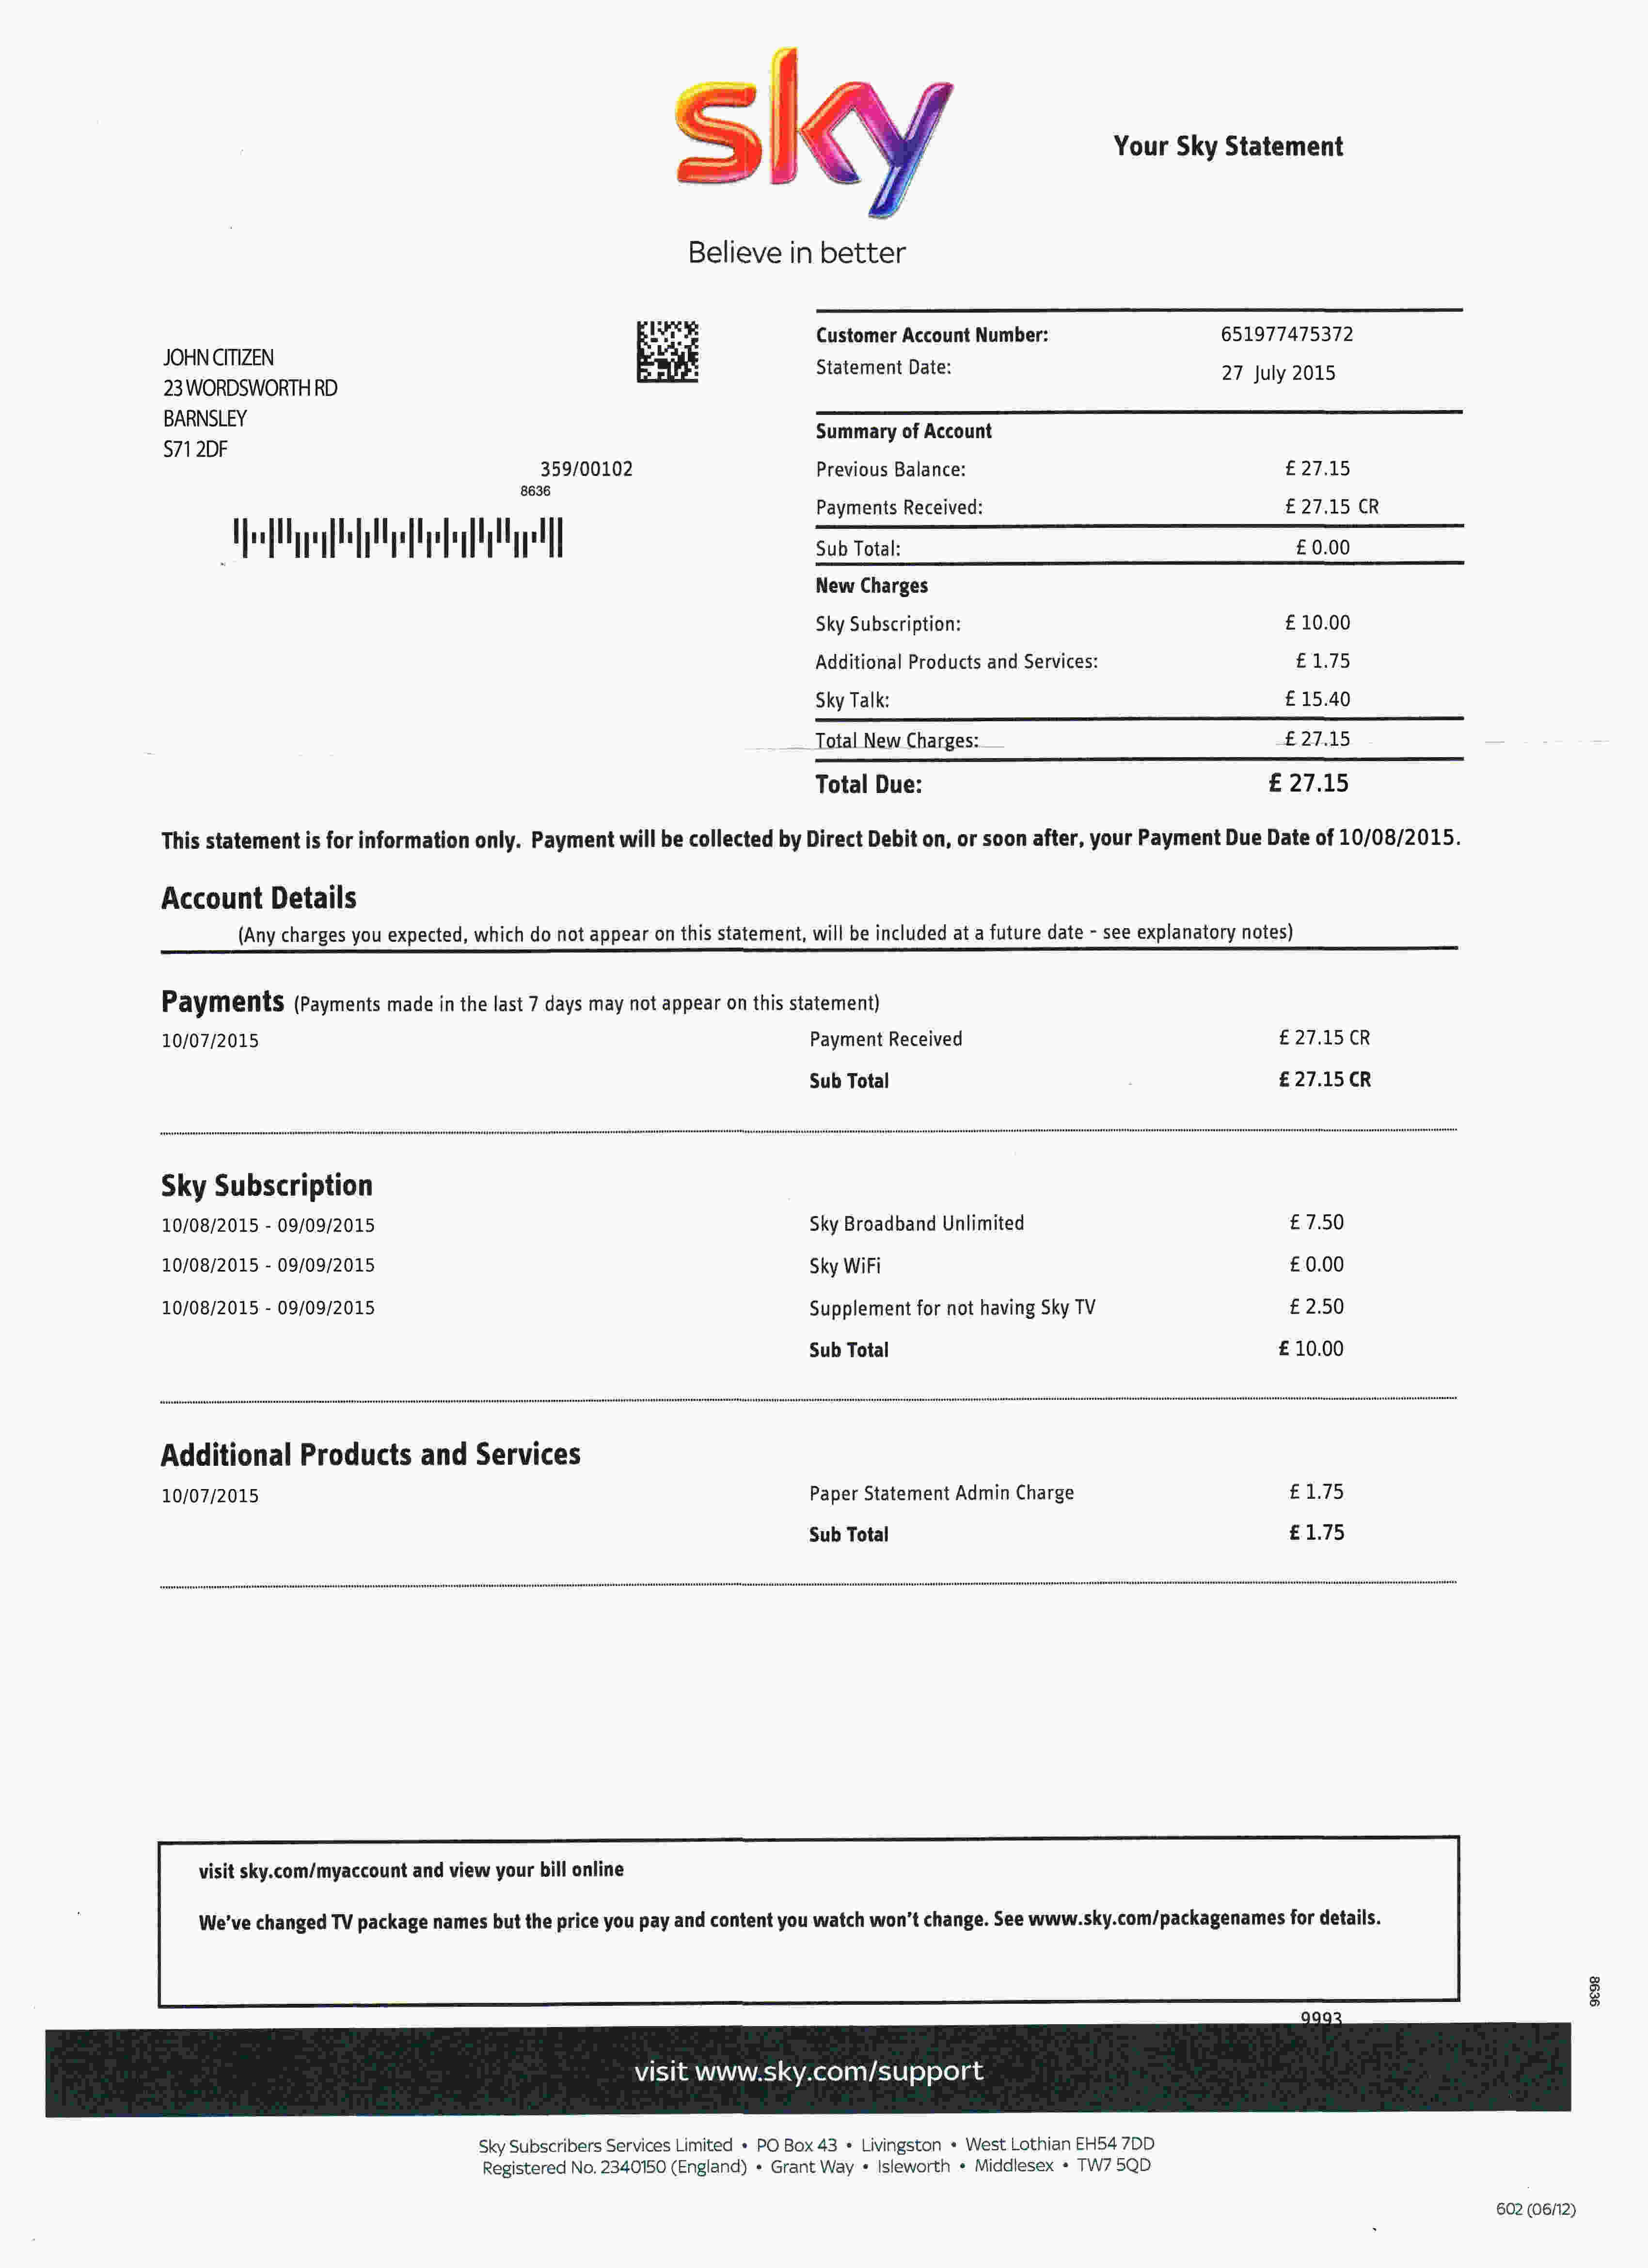 sky
Your Sky Statement
Believe in better
JOHN CITIZEN
23 WORDSWORTH RD
BARNSLEY
S71 2DF
359/00102
8636
Customer Account Number: 651977475372
Statement Date: 27 July 2015
Summary of Account
Previous Balance: £ 27.15
Payments Received: £ 27.15 CR
Sub Total: £ 0.00
New Charges
Sky Subscription: £ 10.00
Additional Products and Services: £ 1.75
Sky Talk: £ 15.40
Total New Charges: £ 27.15
Total Due: £ 27.15
This statement is for information only. Payment will be collected by Direct Debit on, or soon after, your Payment Due Date of 10/08/2015.
Account Details
(Any charges you expected, which do not appear on this statement, will be included at a future date - see explanatory notes)
Payments (Payments made in the last 7 days may not appear on this statement)
10/07/2015 Payment Received £ 27.15 CR
Sub Total £ 27.15 CR
Sky Subscription
10/08/2015 - 09/09/2015 Sky Broadband Unlimited £ 7.50
10/08/2015 - 09/09/2015 Sky WiFi £ 0.00
10/08/2015 - 09/09/2015 Supplement for not having Sky TV £ 2.50
Sub Total £ 10.00
Additional Products and Services
10/07/2015 Paper Statement Admin Charge £ 1.75
Sub Total £ 1.75
visit sky.com/myaccount and view your bill online
We've changed TV package names but the price you pay and content you watch won't change. See www.sky.com/packagenames for details.
8636
9993
visit www.sky.com/support
Sky Subscribers Services Limited • PO Box 43 • Livingston • West Lothian EH54 7DD
Registered No. 2340150 (England) • Grant Way • Isleworth • Middlesex • TW7 5QD
602 (06/12)